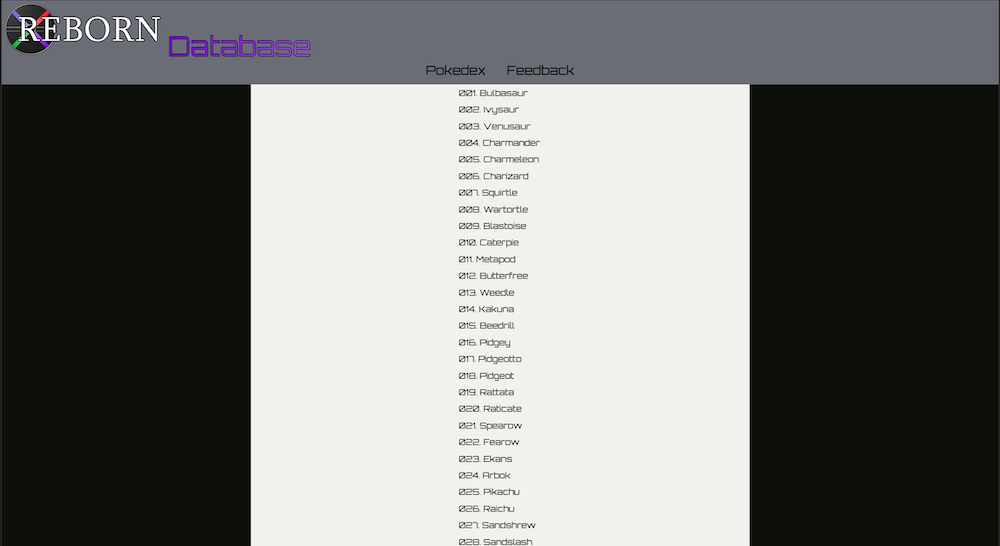 REBORN
Database
Pokedex Feedback
001. Bulbasaur
002. Ivysaur
003. Venusaur
004. Charmander
005. Charmeleon
006. Charizard
007. Squirtle
008. Wartortle
009. Blastoise
010. Caterpie
011. Metapod
012. Butterfree
013. Weedle
014. Kakuna
015. Beedrill
016. Pidgey
017. Pidgeotto
018. Pidgeot
019. Rattata
020. Raticate
021. Spearow
022. Fearow
023. Ekans
024. Arbok
025. Pikachu
026. Raichu
027. Sandshrew
028. Sandslash